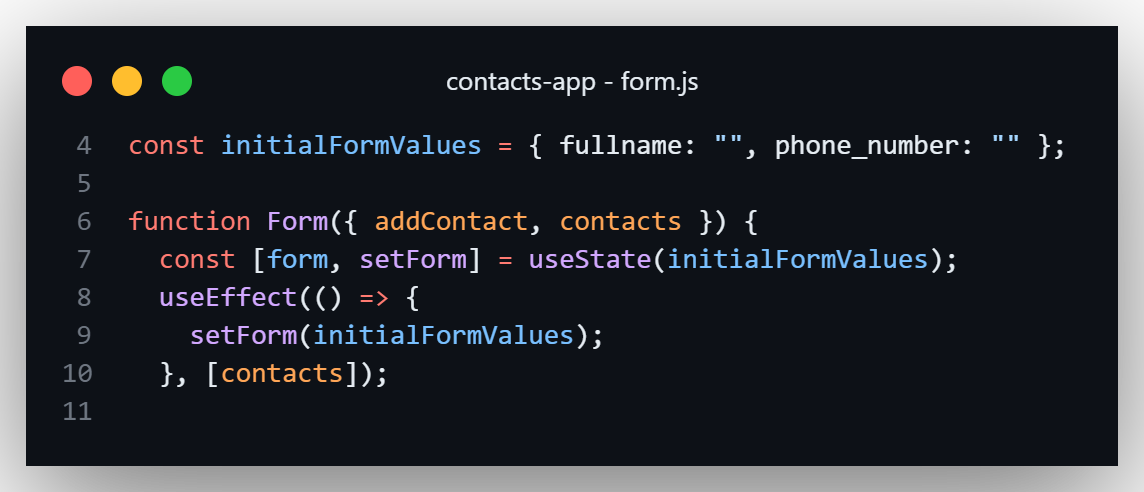 contacts-app - form.js
4 const initialFormValues = { fullname: "", phone_number: "" };
5
6 function Form({ addContact, contacts }) {
7   const [form, setForm] = useState(initialFormValues);
8   useEffect(() => {
9     setForm(initialFormValues);
10   }, [contacts]);
11